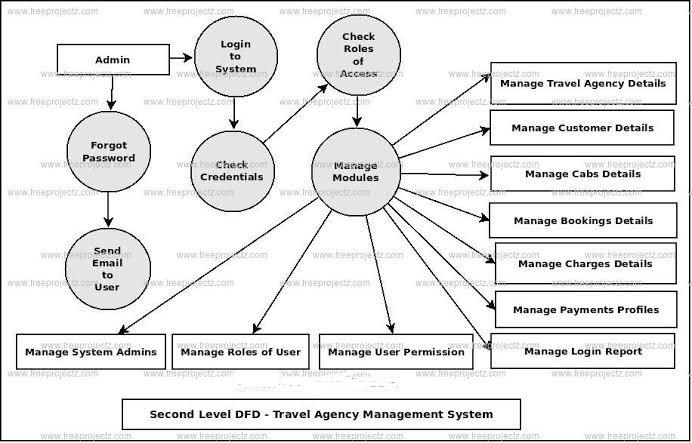 Admin
Login
to
System
Check
Roles
of
Access
Forgot
Password
Check
Credentials
Manage
Modules
Send
Email
to
User
Manage Travel Agency Details
Manage Customer Details
Manage Cabs Details
Manage Bookings Details
Manage Charges Details
Manage Payments Profiles
Manage Login Report
Manage System Admins
Manage Roles of User
Manage User Permission
Second Level DFD - Travel Agency Management System
www.freeprojectz.com